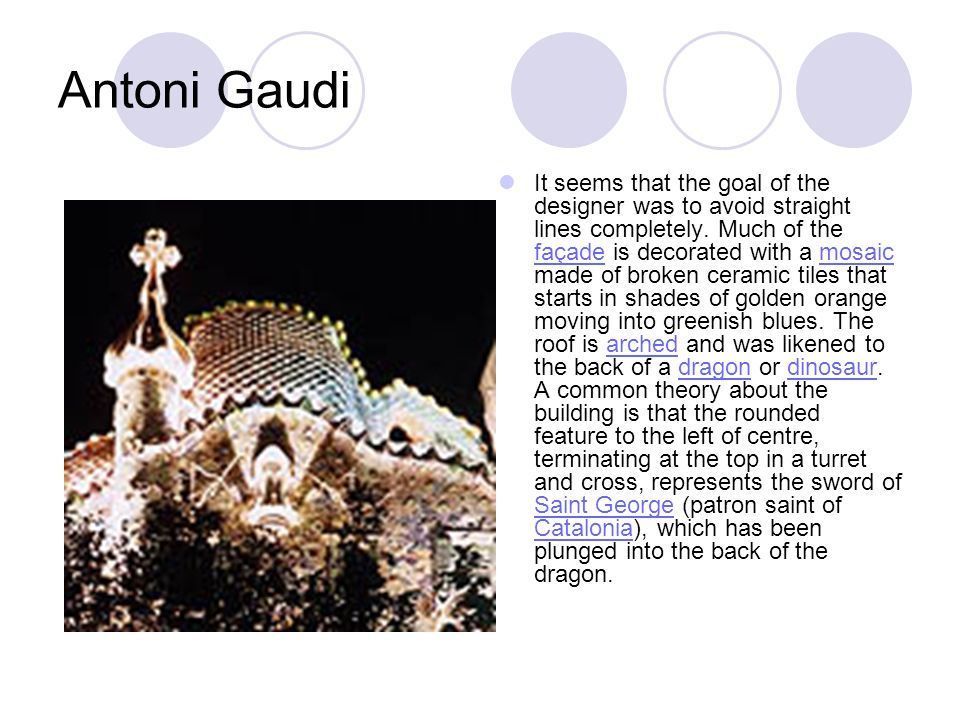 Antoni Gaudi
It seems that the goal of the
designer was to avoid straight
lines completely. Much of the
façade is decorated with a mosaic
made of broken ceramic tiles that
starts in shades of golden orange
moving into greenish blues. The
roof is arched and was likened to
the back of a dragon or dinosaur.
A common theory about the
building is that the rounded
feature to the left of centre,
terminating at the top in a turret
and cross, represents the sword of
Saint George (patron saint of
Catalonia), which has been
plunged into the back of the
dragon.